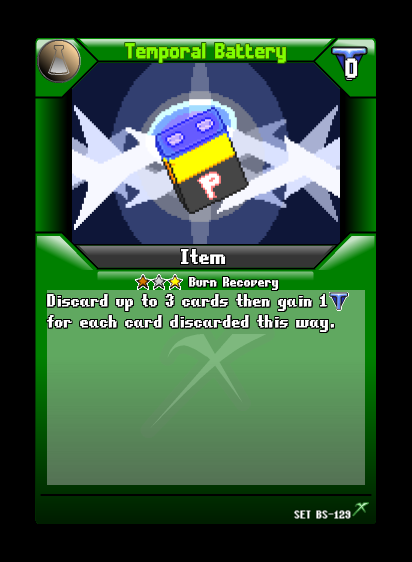 Temporal Battery
0
P
Item
Burn Recovery
Discard up to 3 cards then gain 1
for each card discarded this way.
SET BS-129